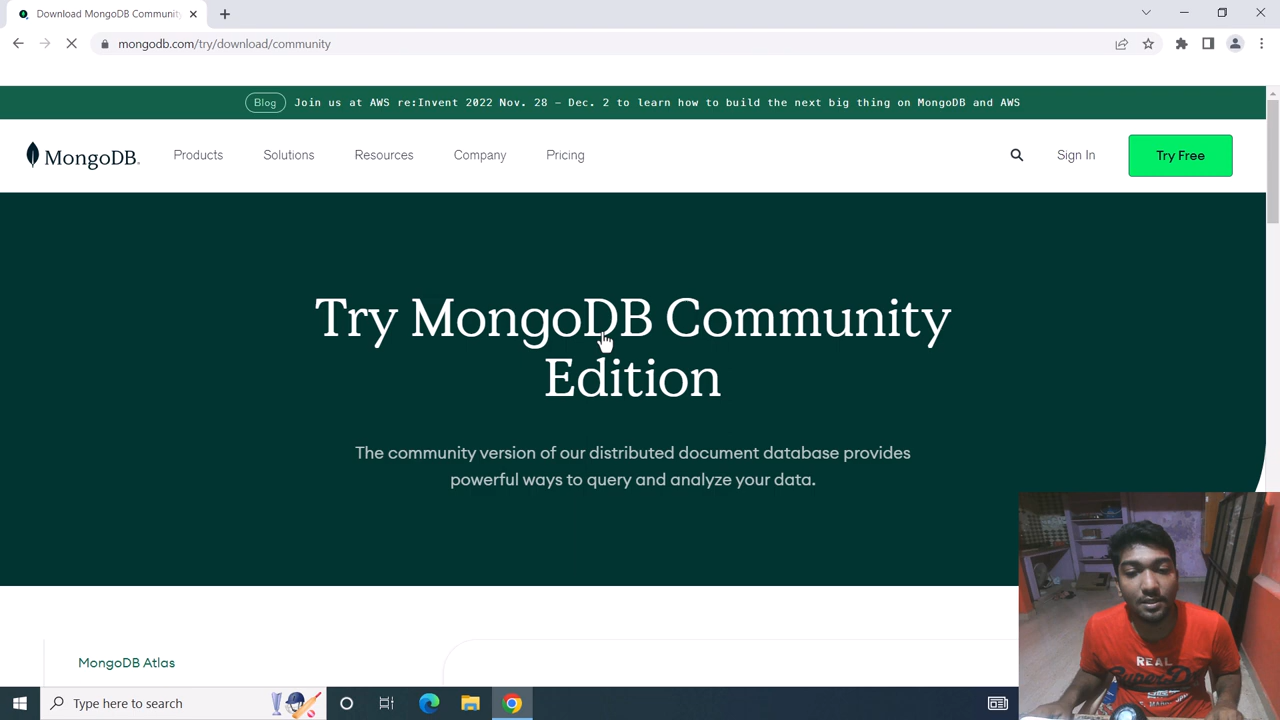 Download MongoDB Community
mongodb.com/try/download/community
Blog Join us at AWS re:Invent 2022 Nov. 28 - Dec. 2 to learn how to build the next big thing on MongoDB and AWS
MongoDB. Products Solutions Resources Company Pricing Sign In Try Free
Try MongoDB Community
Edition
The community version of our distributed document database provides
powerful ways to query and analyze your data.
MongoDB Atlas
REAL
Type here to search